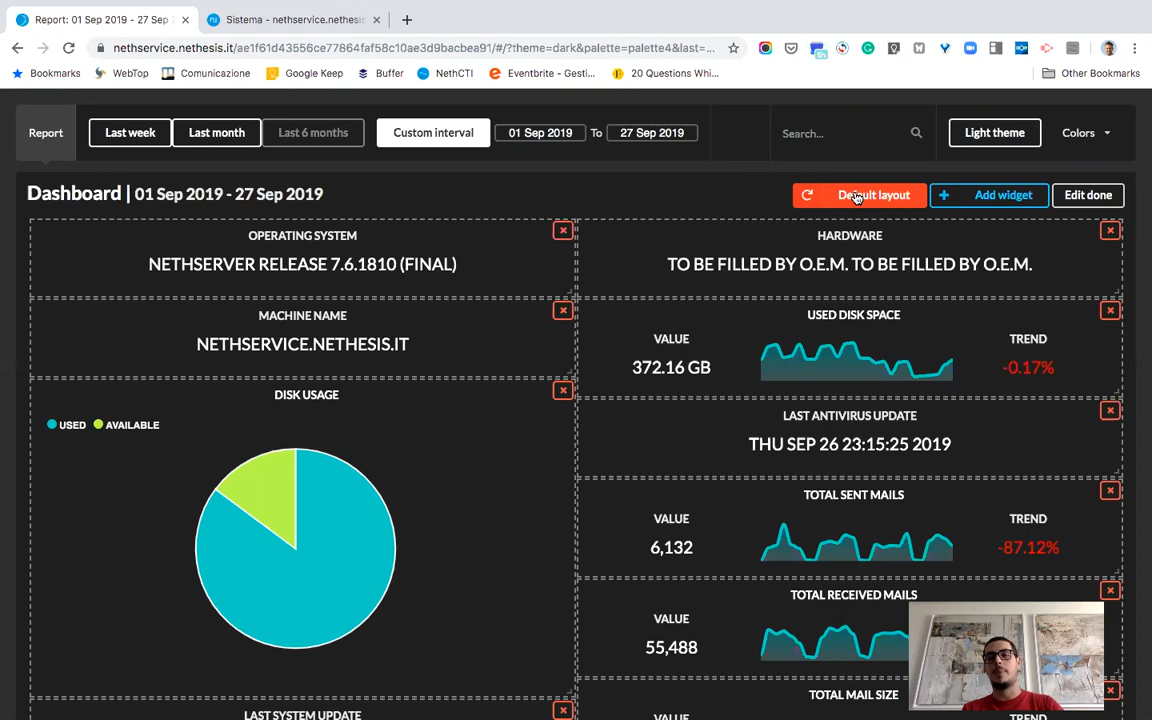 Report: 01 Sep 2019 - 27 Sep
Sistema - nethservice.nethesis.i
nethservice.nethesis.it/ae1f61d43556ce77864faf58c10ae3d9bacbea91/#/?theme=dark&palette=palette4&last=...
Bookmarks
WebTop
Comunicazione
Google Keep
Buffer
NethCTI
Eventbrite - Gesti...
20 Questions Whi...
Other Bookmarks
Report
Last week
Last month
Last 6 months
Custom interval
01 Sep 2019
To
27 Sep 2019
Search...
Light theme
Colors
Dashboard | 01 Sep 2019 - 27 Sep 2019
Default layout
Add widget
Edit done
OPERATING SYSTEM
NETHSERVER RELEASE 7.6.1810 (FINAL)
HARDWARE
TO BE FILLED BY O.E.M. TO BE FILLED BY O.E.M.
MACHINE NAME
NETHSERVICE.NETHESIS.IT
USED DISK SPACE
VALUE
372.16 GB
TREND
-0.17%
DISK USAGE
USED
AVAILABLE
LAST ANTIVIRUS UPDATE
THU SEP 26 23:15:25 2019
TOTAL SENT MAILS
VALUE
6,132
TREND
-87.12%
TOTAL RECEIVED MAILS
VALUE
55,488
LAST SYSTEM UPDATE
TOTAL MAIL SIZE
VALUE
TREND